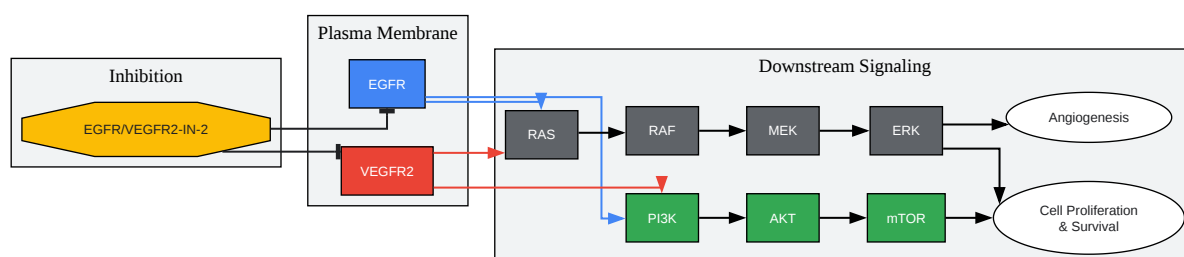 Inhibition
EGFR/VEGFR2-IN-2
Plasma Membrane
EGFR
VEGFR2
Downstream Signaling
RAS
RAF
MEK
ERK
Angiogenesis
PI3K
AKT
mTOR
Cell Proliferation
& Survival